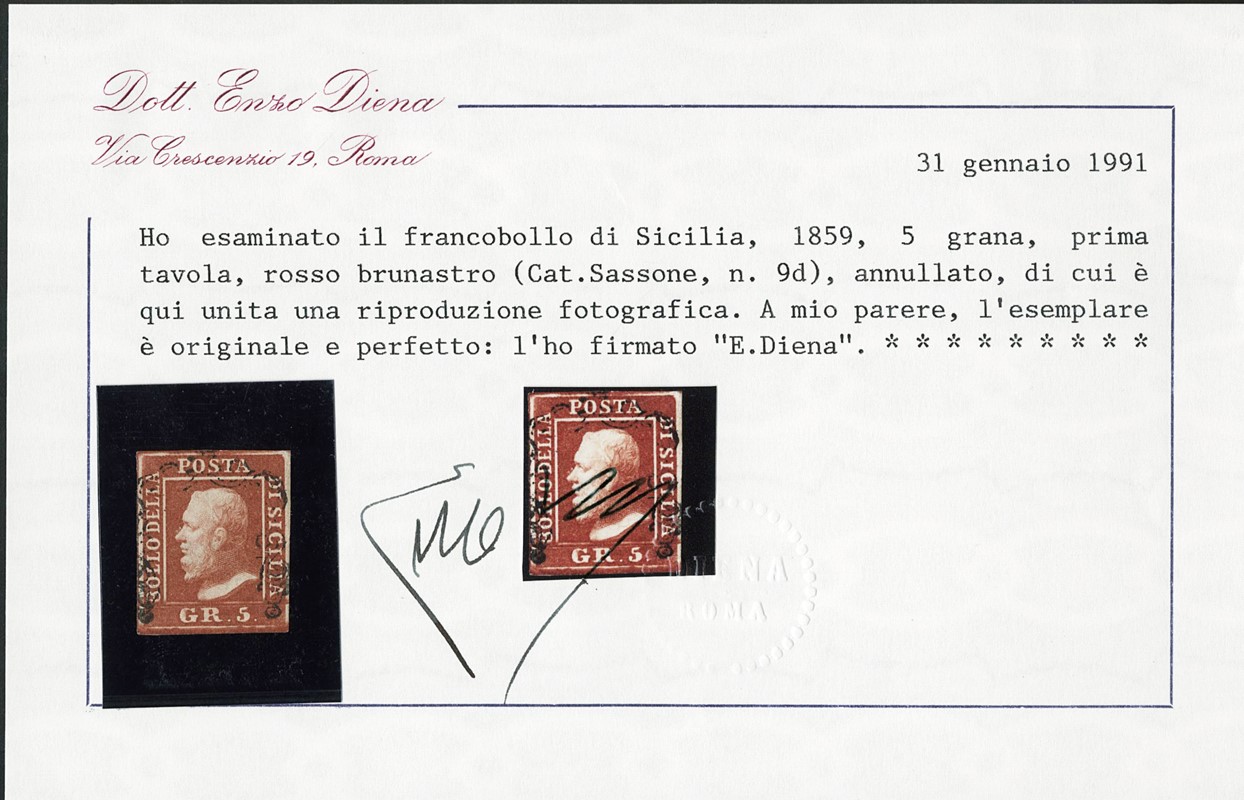 Dott. Enzo Diena
Via Crescenzio 19, Roma
31 gennaio 1991
Ho esaminato il francobollo di Sicilia, 1859, 5 grana, prima
tavola, rosso brunastro (Cat.Sassone, n. 9d), annullato, di cui è
qui unita una riproduzione fotografica. A mio parere, l'esemplare
è originale e perfetto: l'ho firmato "E.Diena". * * * * * * * * *
POSTA
BOLLO DELLA
DI SICILIA
GR. 5.
POSTA
BOLLO DELLA
DI SICILIA
GR. 5.
DIENA
ROMA